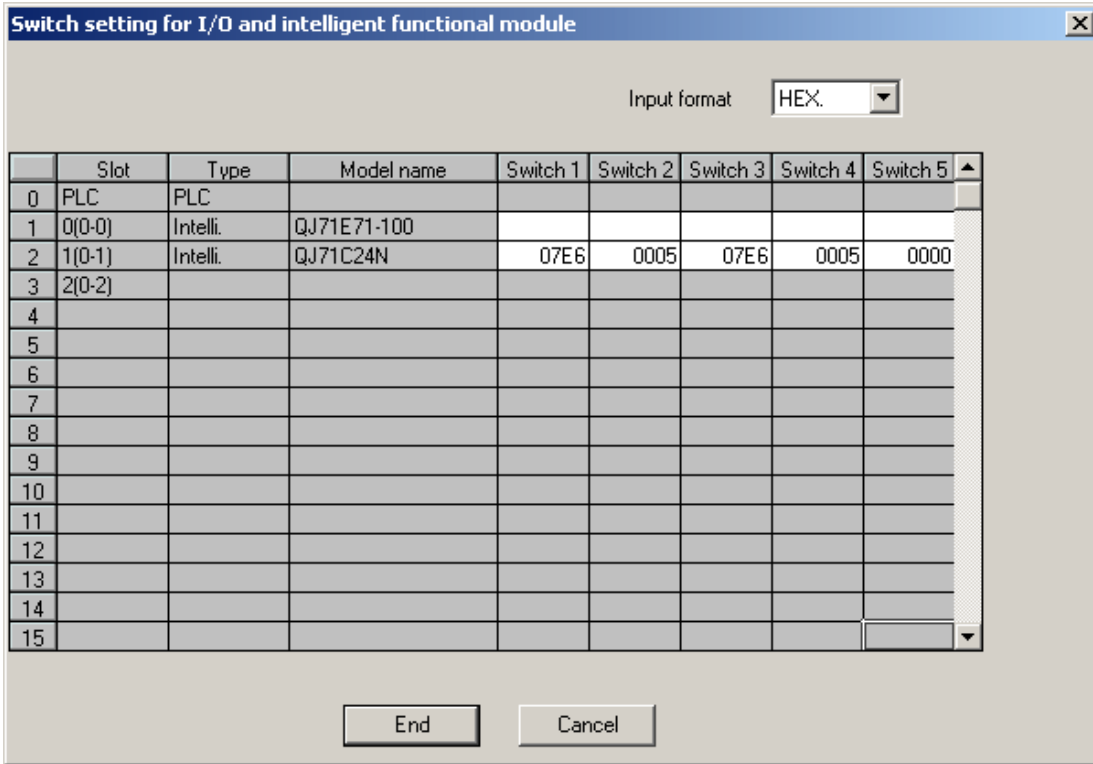 Switch setting for I/O and intelligent functional module
Input format HEX.
Slot Type Model name Switch 1 Switch 2 Switch 3 Switch 4 Switch 5
0 PLC PLC
1 0(0-0) Intelli. QJ71E71-100
2 1(0-1) Intelli. QJ71C24N 07E6 0005 07E6 0005 0000
3 2(0-2)
4
5
6
7
8
9
10
11
12
13
14
15
End Cancel